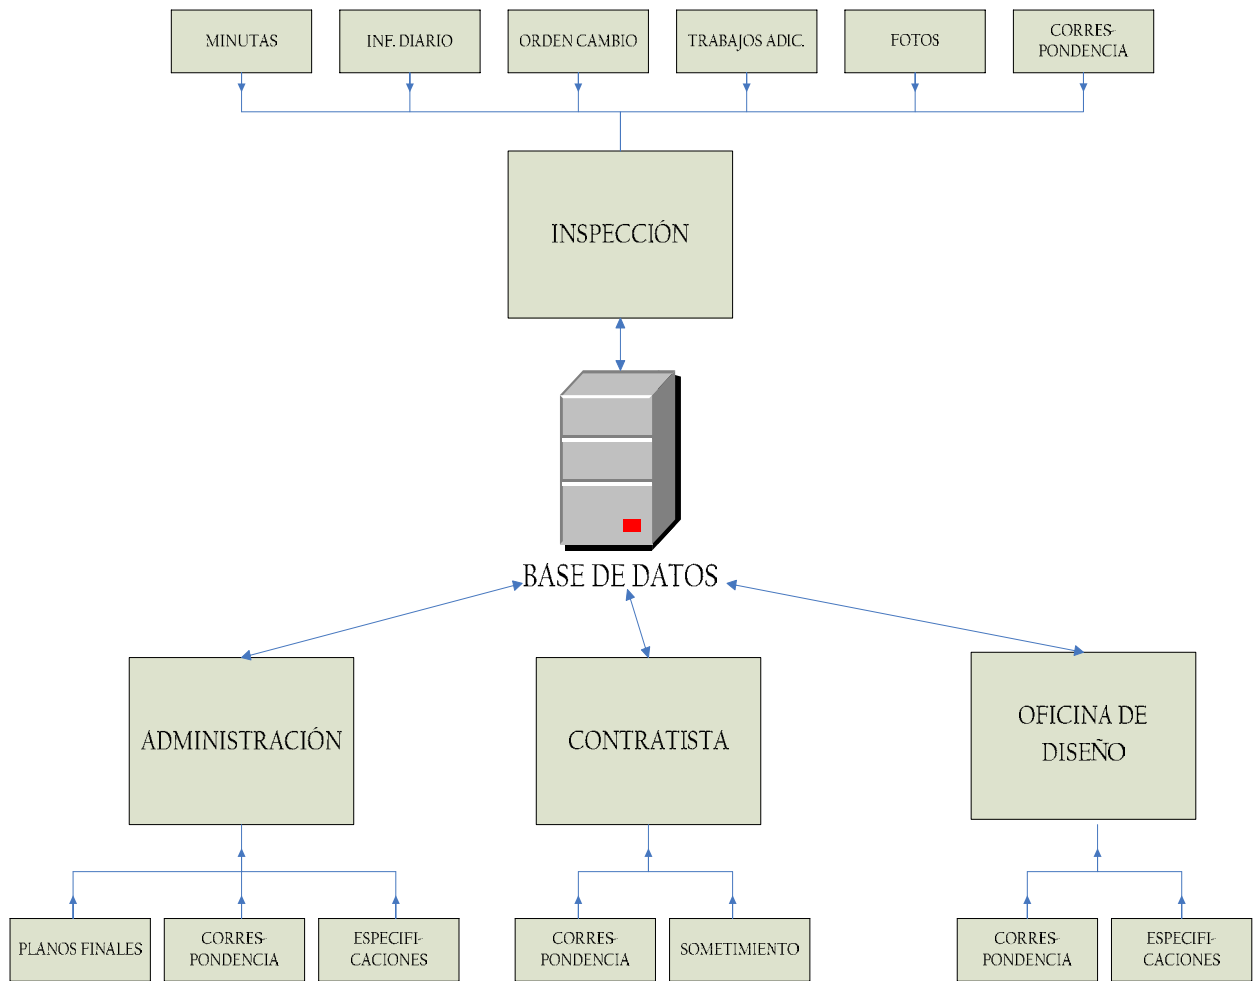 MINUTAS
INF. DIARIO
ORDEN CAMBIO
TRABAJOS ADIC.
FOTOS
CORRES-
PONDENCIA
INSPECCIÓN
BASE DE DATOS
ADMINISTRACIÓN
CONTRATISTA
OFICINA DE
DISEÑO
PLANOS FINALES
CORRES-
PONDENCIA
ESPECIFI-
CACIONES
CORRES-
PONDENCIA
SOMETIMIENTO
CORRES-
PONDENCIA
ESPECIFI-
CACIONES